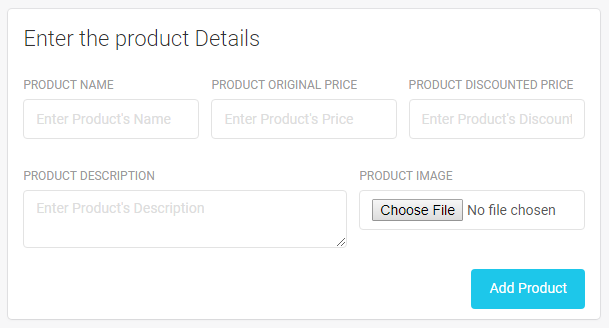 Enter the product Details
PRODUCT NAME PRODUCT ORIGINAL PRICE PRODUCT DISCOUNTED PRICE
Enter Product's Name Enter Product's Price Enter Product's Discount
PRODUCT DESCRIPTION PRODUCT IMAGE
Enter Product's Description Choose File No file chosen
Add Product